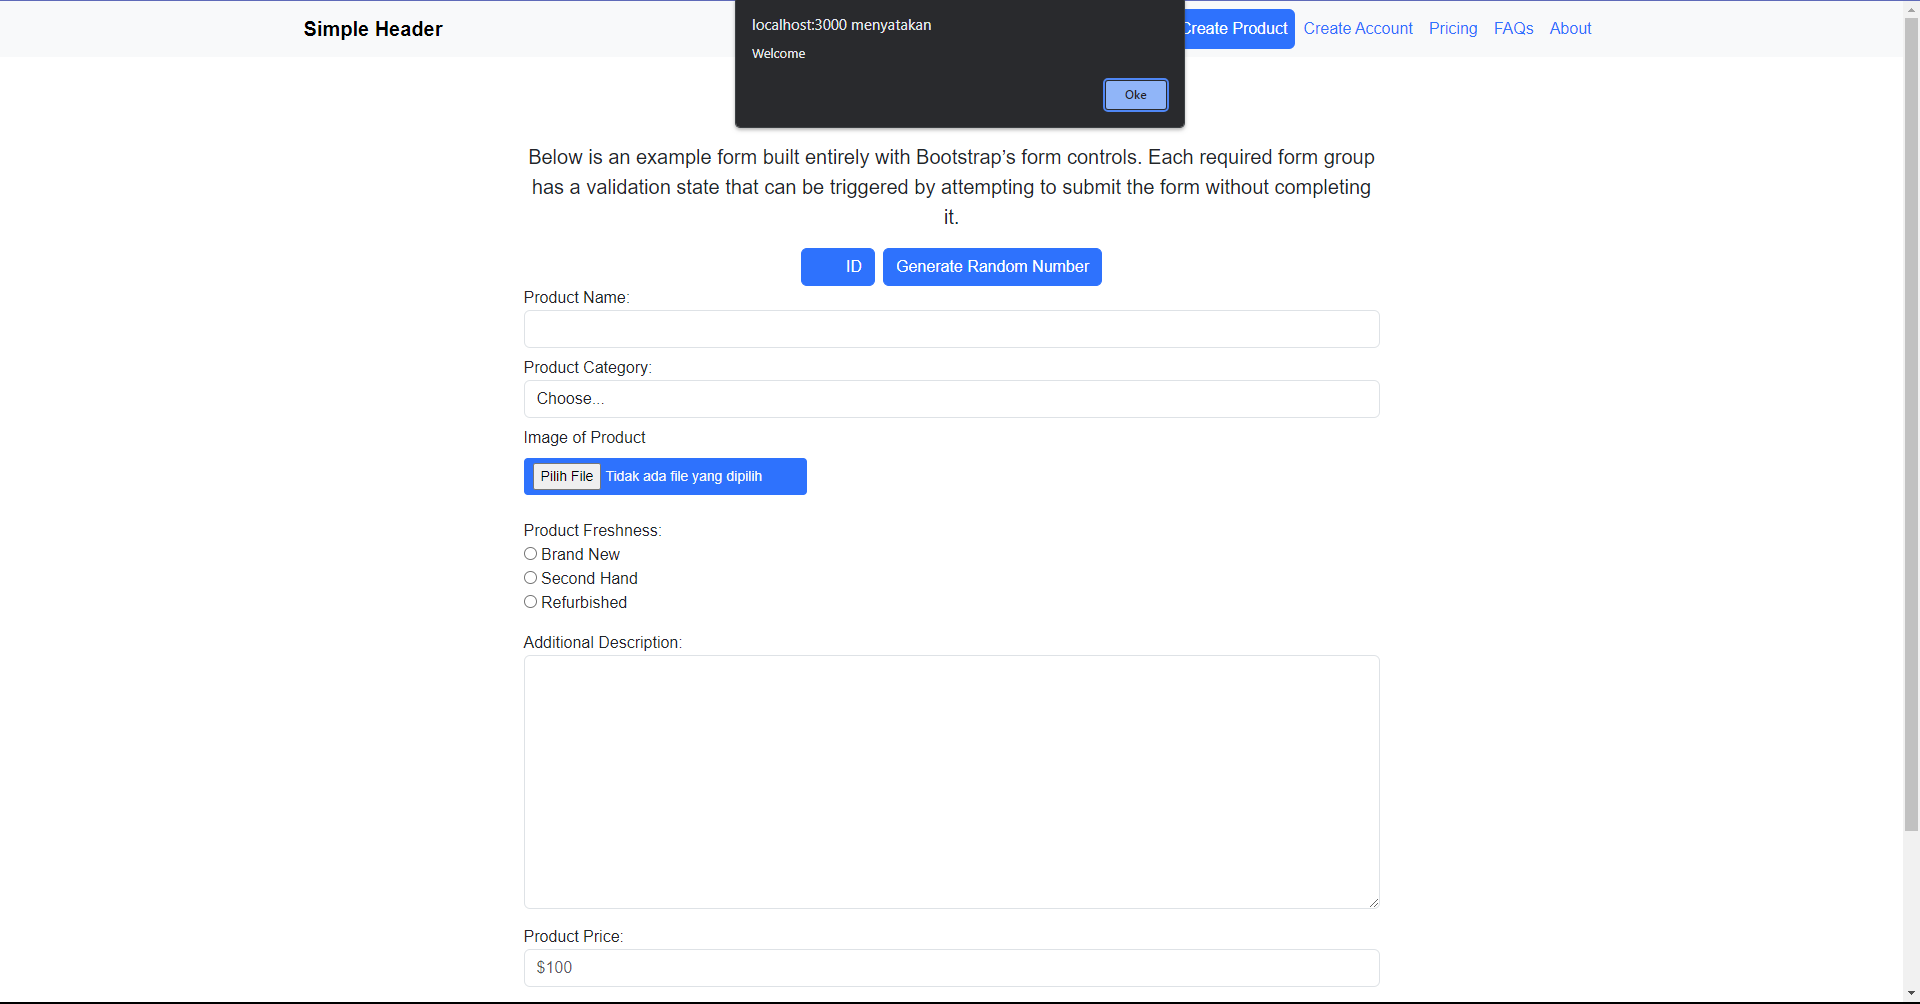 Simple Header
localhost:3000 menyatakan
Welcome
Oke
Create Product
Create Account
Pricing
FAQs
About
Below is an example form built entirely with Bootstrap’s form controls. Each required form group
has a validation state that can be triggered by attempting to submit the form without completing
it.
ID
Generate Random Number
Product Name:
Product Category:
Choose...
Image of Product
Pilih File Tidak ada file yang dipilih
Product Freshness:
Brand New
Second Hand
Refurbished
Additional Description:
Product Price:
$100